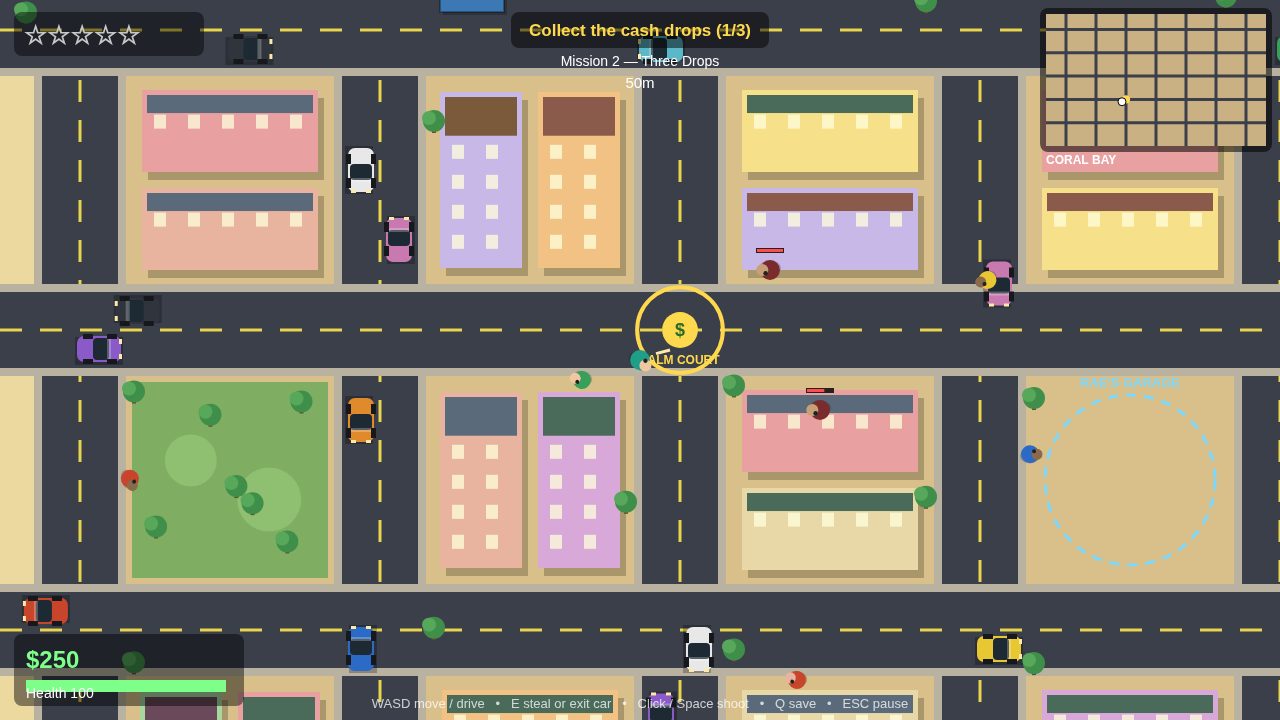 Collect the cash drops (1/3)
Mission 2 — Three Drops
50m
CORAL BAY
$
ALM COURT
MAE'S GARAGE
$250
Health 100
WASD move / drive • E steal or exit car • Click / Space shoot • Q save • ESC pause